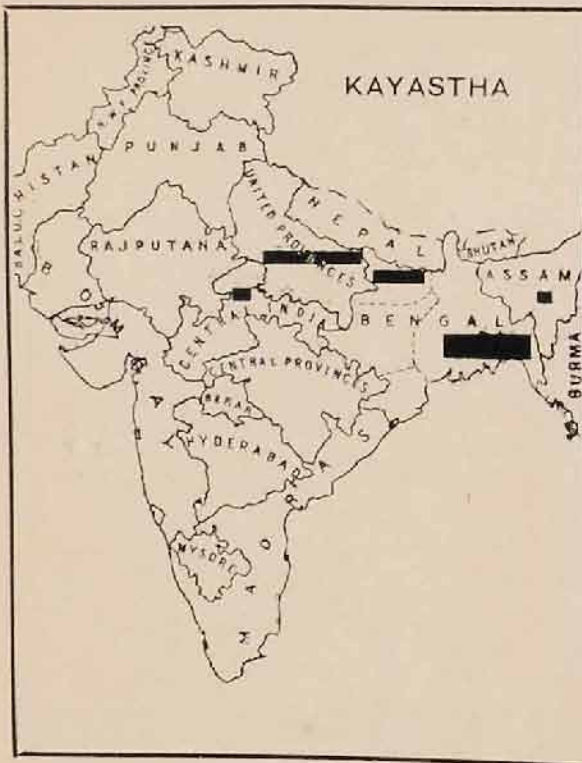 KAYASTHA
KASHMIR
N.W.F. PROVINCE
PUNJAB
BALUCHISTAN
UNITED PROVINCES
NEPAL
BHUTAN
RAJPUTANA
ASSAM
BOMBAY
CENTRAL INDIA
BENGAL
BURMA
CENTRAL PROVINCES
BERAR
HYDERABAD
MADRAS
MYSORE